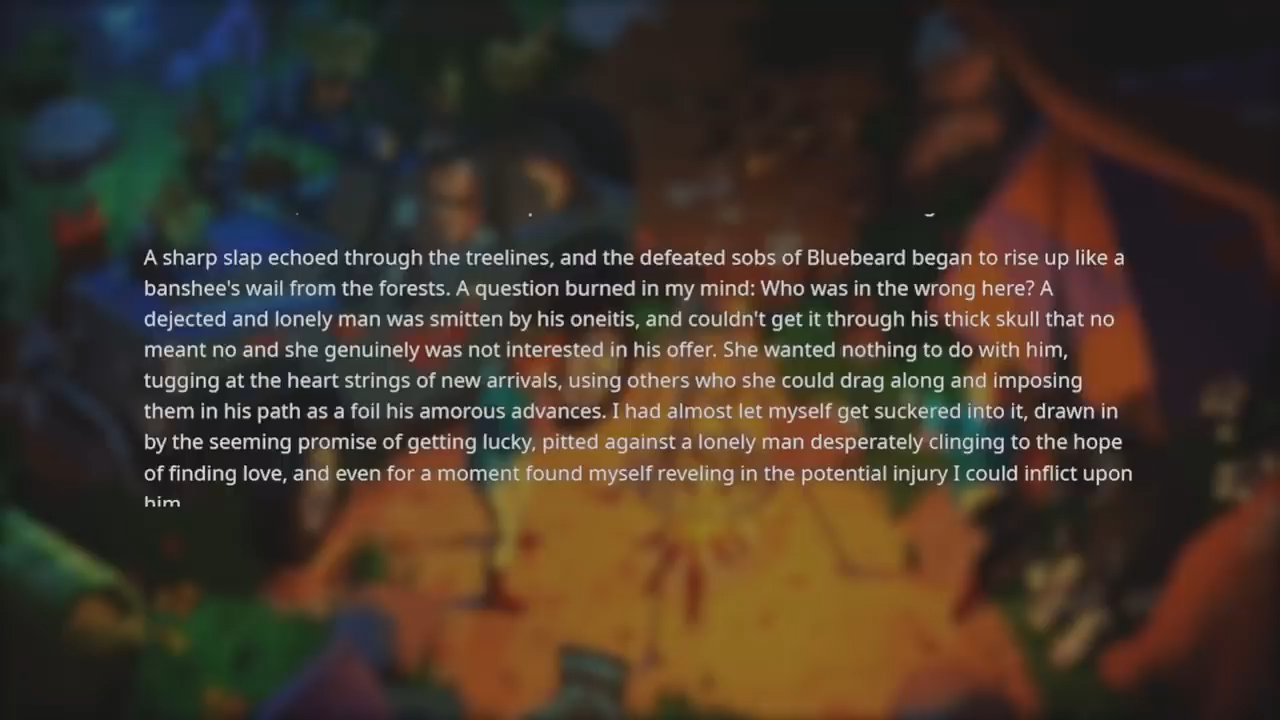 A sharp slap echoed through the treelines, and the defeated sobs of Bluebeard began to rise up like a
banshee's wail from the forests. A question burned in my mind: Who was in the wrong here? A
dejected and lonely man was smitten by his oneitis, and couldn't get it through his thick skull that no
meant no and she genuinely was not interested in his offer. She wanted nothing to do with him,
tugging at the heart strings of new arrivals, using others who she could drag along and imposing
them in his path as a foil his amorous advances. I had almost let myself get suckered into it, drawn in
by the seeming promise of getting lucky, pitted against a lonely man desperately clinging to the hope
of finding love, and even for a moment found myself reveling in the potential injury I could inflict upon
him